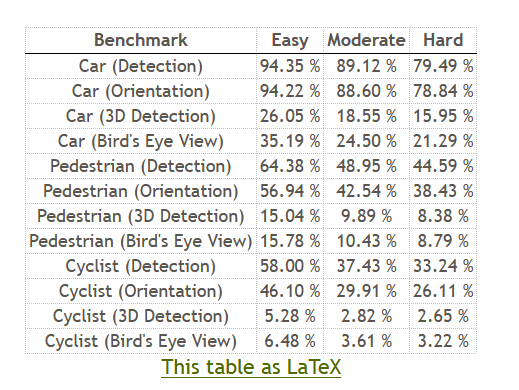 Benchmark Easy Moderate Hard
Car (Detection) 94.35 % 89.12 % 79.49 %
Car (Orientation) 94.22 % 88.60 % 78.84 %
Car (3D Detection) 26.05 % 18.55 % 15.95 %
Car (Bird's Eye View) 35.19 % 24.50 % 21.29 %
Pedestrian (Detection) 64.38 % 48.95 % 44.59 %
Pedestrian (Orientation) 56.94 % 42.54 % 38.43 %
Pedestrian (3D Detection) 15.04 % 9.89 % 8.38 %
Pedestrian (Bird's Eye View) 15.78 % 10.43 % 8.79 %
Cyclist (Detection) 58.00 % 37.43 % 33.24 %
Cyclist (Orientation) 46.10 % 29.91 % 26.11 %
Cyclist (3D Detection) 5.28 % 2.82 % 2.65 %
Cyclist (Bird's Eye View) 6.48 % 3.61 % 3.22 %
This table as LaTeX